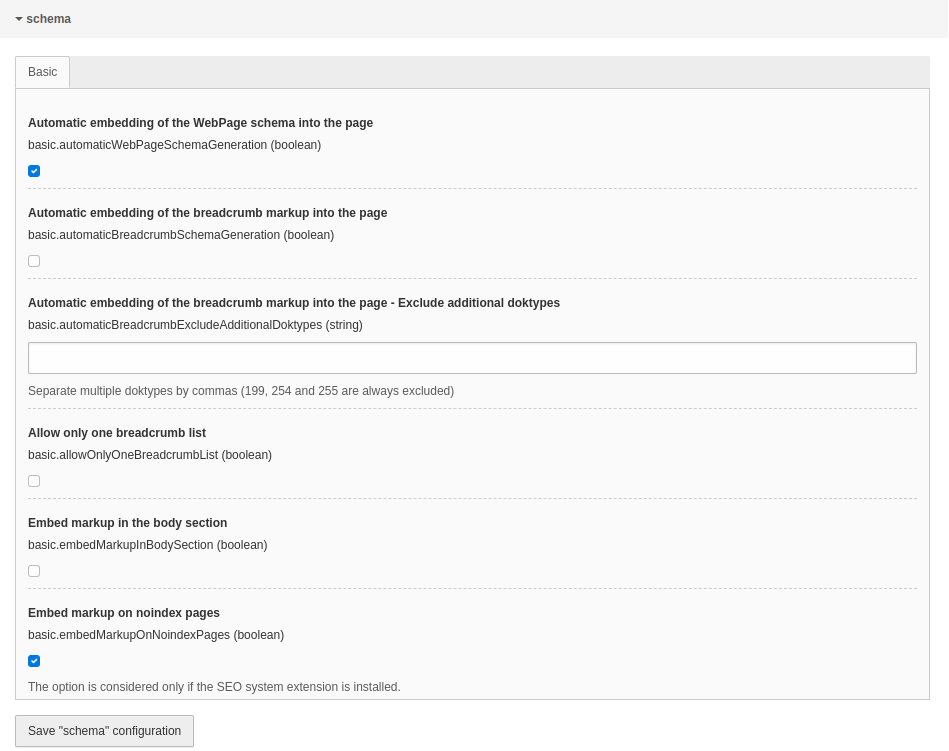 schema
Basic
Automatic embedding of the WebPage schema into the page
basic.automaticWebPageSchemaGeneration (boolean)
Automatic embedding of the breadcrumb markup into the page
basic.automaticBreadcrumbSchemaGeneration (boolean)
Automatic embedding of the breadcrumb markup into the page - Exclude additional doktypes
basic.automaticBreadcrumbExcludeAdditionalDoktypes (string)
Separate multiple doktypes by commas (199, 254 and 255 are always excluded)
Allow only one breadcrumb list
basic.allowOnlyOneBreadcrumbList (boolean)
Embed markup in the body section
basic.embedMarkupInBodySection (boolean)
Embed markup on noindex pages
basic.embedMarkupOnNoindexPages (boolean)
The option is considered only if the SEO system extension is installed.
Save "schema" configuration